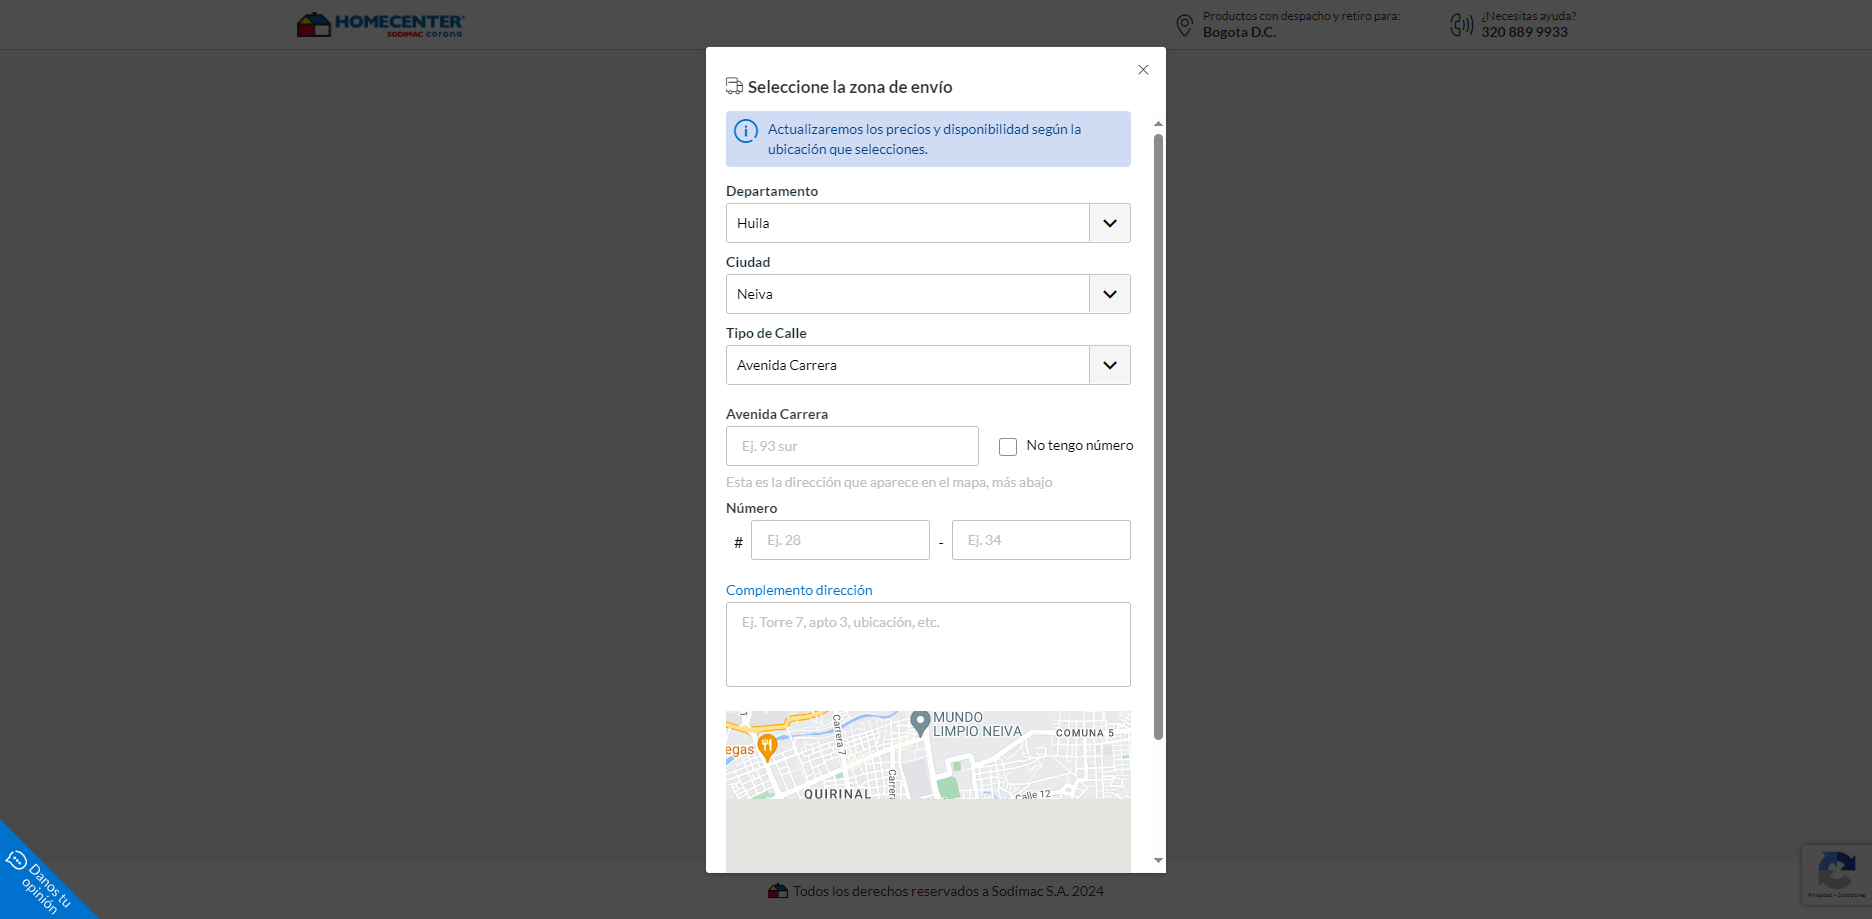 HOMECENTER
SODIMAC corona
Productos con despacho y retiro para:
Bogota D.C.
¿Necesitas ayuda?
320 889 9933
Seleccione la zona de envío
Actualizaremos los precios y disponibilidad según la
ubicación que selecciones.
Departamento
Huila
Ciudad
Neiva
Tipo de Calle
Avenida Carrera
Avenida Carrera
Ej. 93 sur
No tengo número
Esta es la dirección que aparece en el mapa, más abajo
Número
# Ej. 28 - Ej. 34
Complemento dirección
Ej. Torre 7, apto 3, ubicación, etc.
MUNDO
LIMPIO NEIVA
COMUNA 5
Carrera 7
egas
Carrera
QUIRINAL
Calle 12
Danos tu
opinión
Todos los derechos reservados a Sodimac S.A. 2024
Privacidad - Condiciones